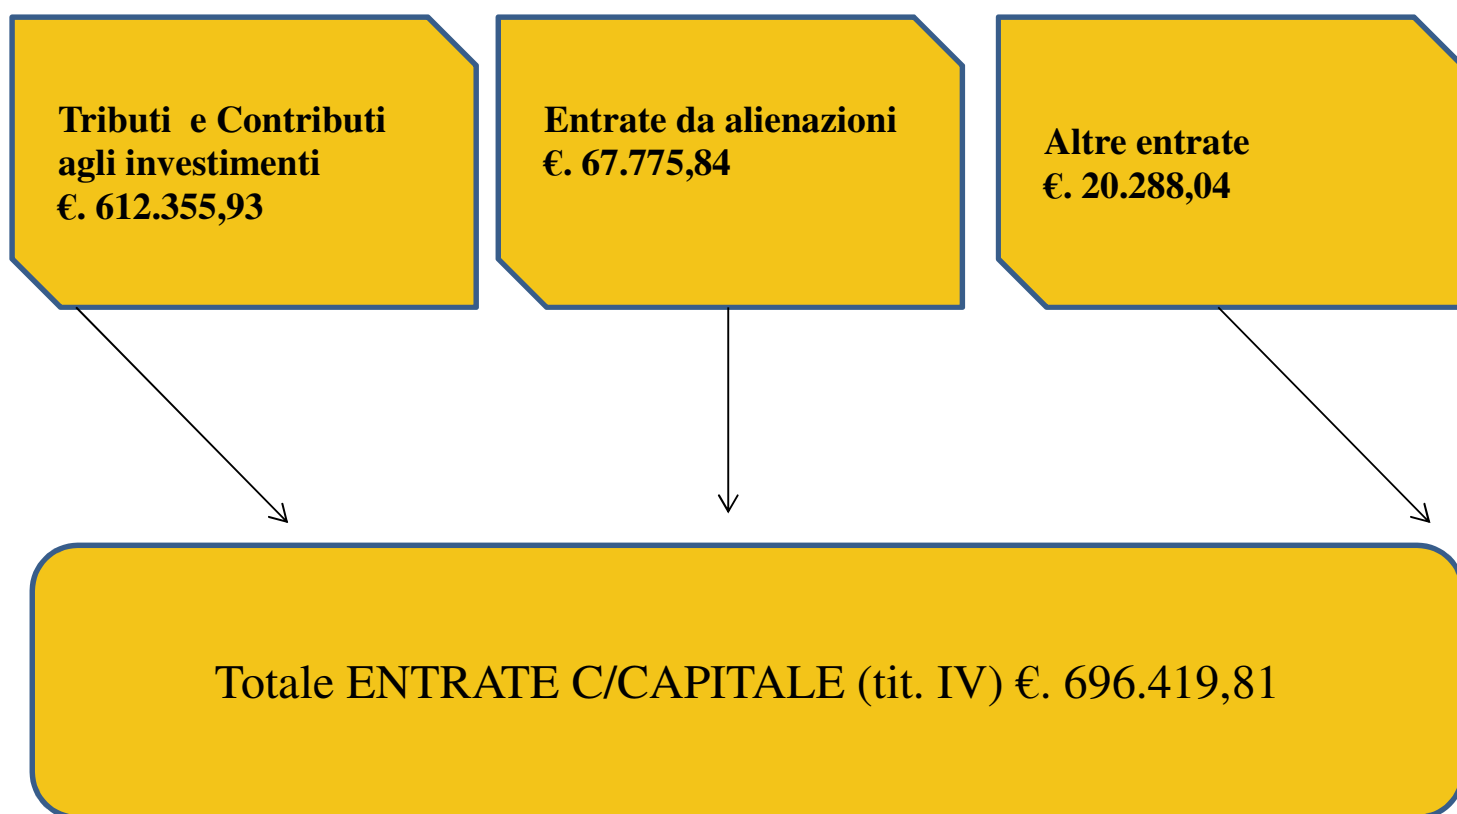 Tributi e Contributi
agli investimenti
€. 612.355,93
Entrate da alienazioni
€. 67.775,84
Altre entrate
€. 20.288,04
Totale ENTRATE C/CAPITALE (tit. IV) €. 696.419,81